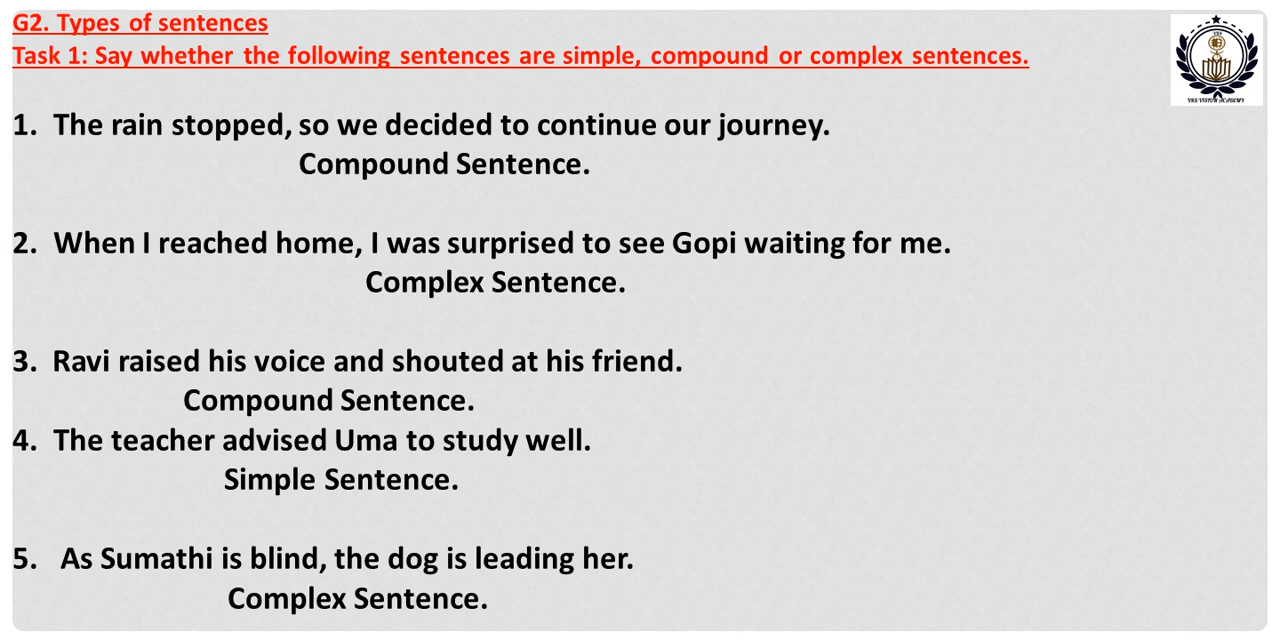 G2. Types of sentences
Task 1: Say whether the following sentences are simple, compound or complex sentences.
1. The rain stopped, so we decided to continue our journey.
Compound Sentence.
2. When I reached home, I was surprised to see Gopi waiting for me.
Complex Sentence.
3. Ravi raised his voice and shouted at his friend.
Compound Sentence.
4. The teacher advised Uma to study well.
Simple Sentence.
5. As Sumathi is blind, the dog is leading her.
Complex Sentence.